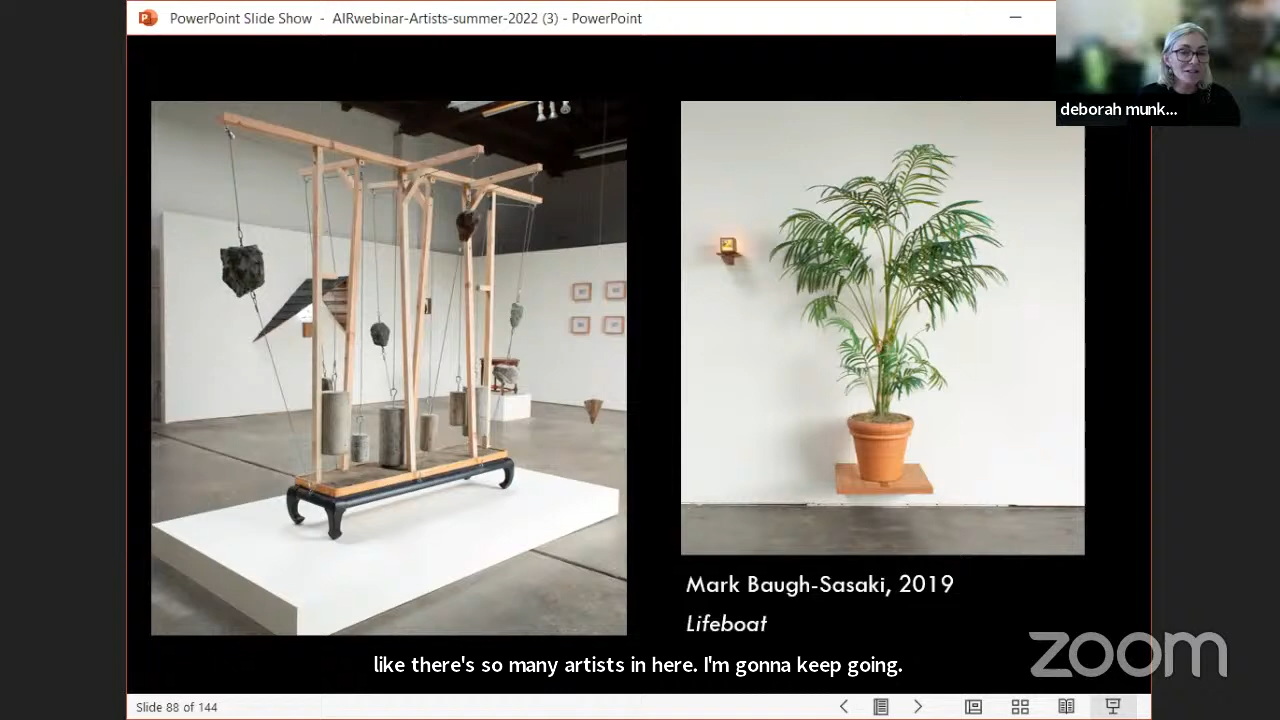 PowerPoint Slide Show - AIRwebinar-Artists-summer-2022 (3) - PowerPoint
deborah munk...
Mark Baugh-Sasaki, 2019
Lifeboat
like there's so many artists in here. I'm gonna keep going.
zoom
Slide 88 of 144